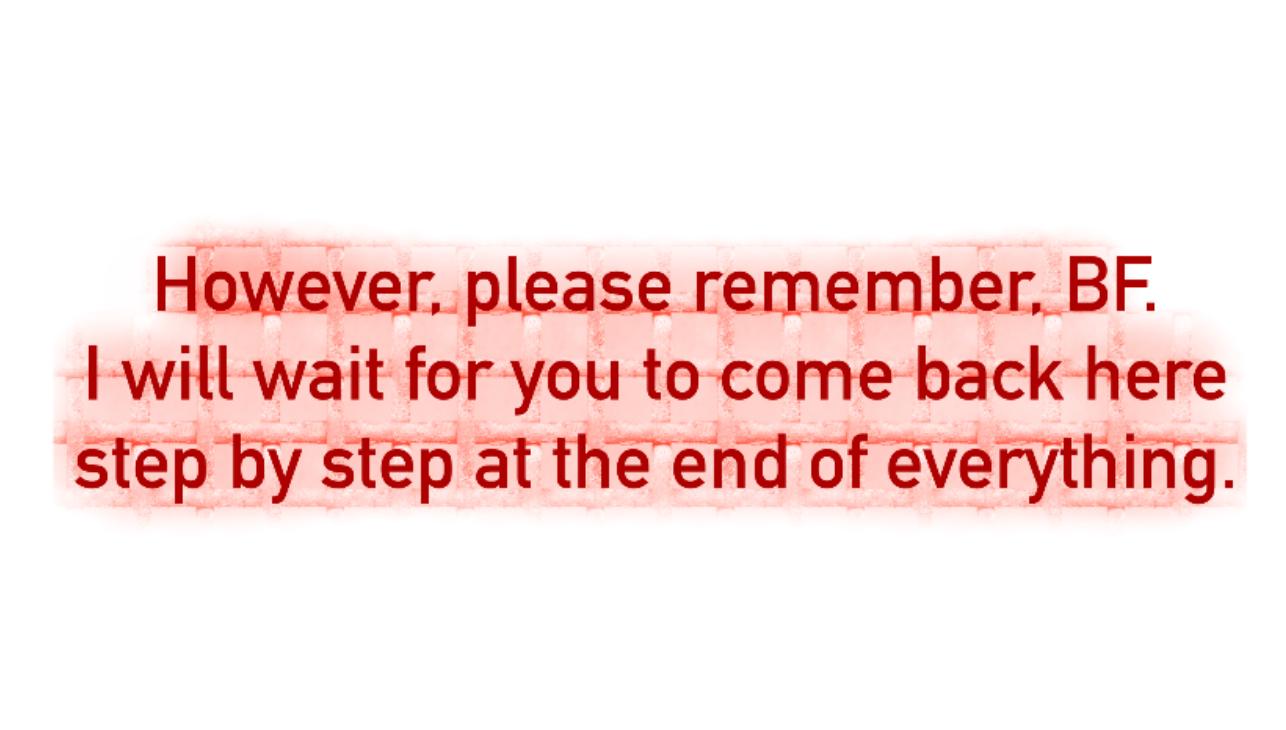 However, please remember, BF.
I will wait for you to come back here
step by step at the end of everything.